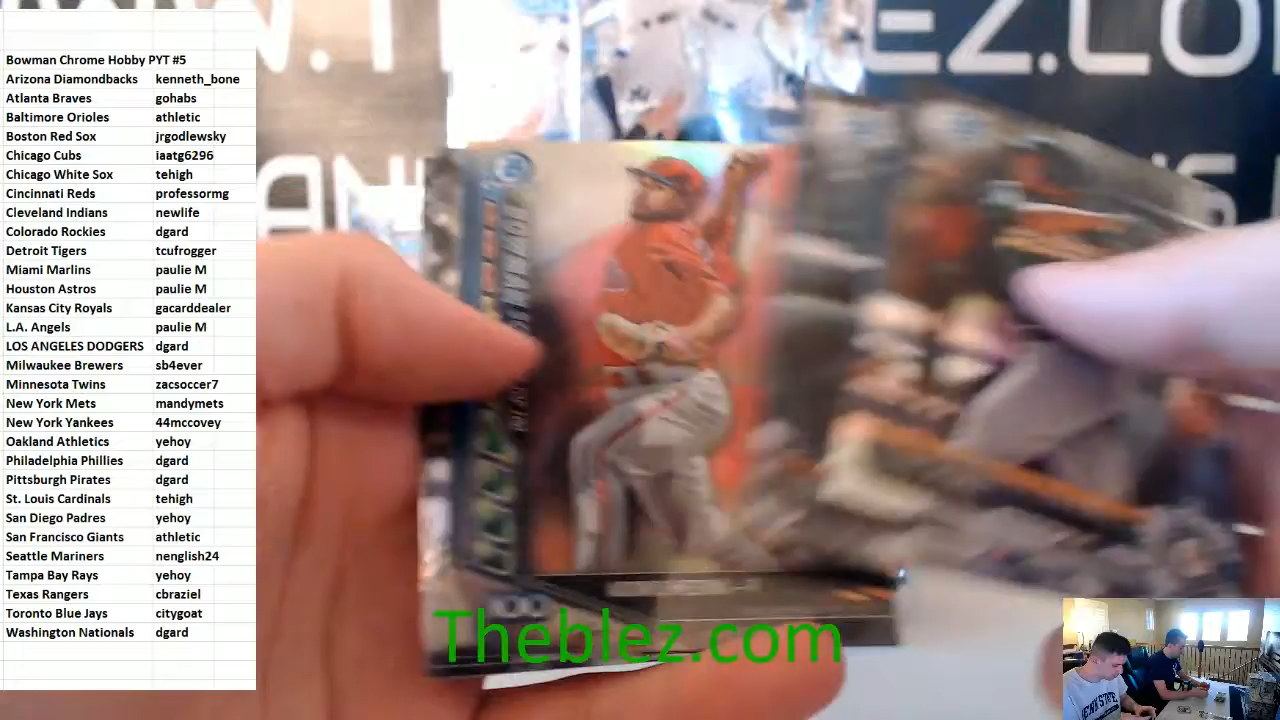 Bowman Chrome Hobby PYT #5
Arizona Diamondbacks kenneth_bone
Atlanta Braves gohabs
Baltimore Orioles athletic
Boston Red Sox jrgodlewsky
Chicago Cubs iaatg6296
Chicago White Sox tehigh
Cincinnati Reds professormg
Cleveland Indians newlife
Colorado Rockies dgard
Detroit Tigers tcufrogger
Miami Marlins paulie M
Houston Astros paulie M
Kansas City Royals gacarddealer
L.A. Angels paulie M
LOS ANGELES DODGERS dgard
Milwaukee Brewers sb4ever
Minnesota Twins zacsoccer7
New York Mets mandymets
New York Yankees 44mccovey
Oakland Athletics yehoy
Philadelphia Phillies dgard
Pittsburgh Pirates dgard
St. Louis Cardinals tehigh
San Diego Padres yehoy
San Francisco Giants athletic
Seattle Mariners nenglish24
Tampa Bay Rays yehoy
Texas Rangers cbraziel
Toronto Blue Jays citygoat
Washington Nationals dgard
Theblez.com